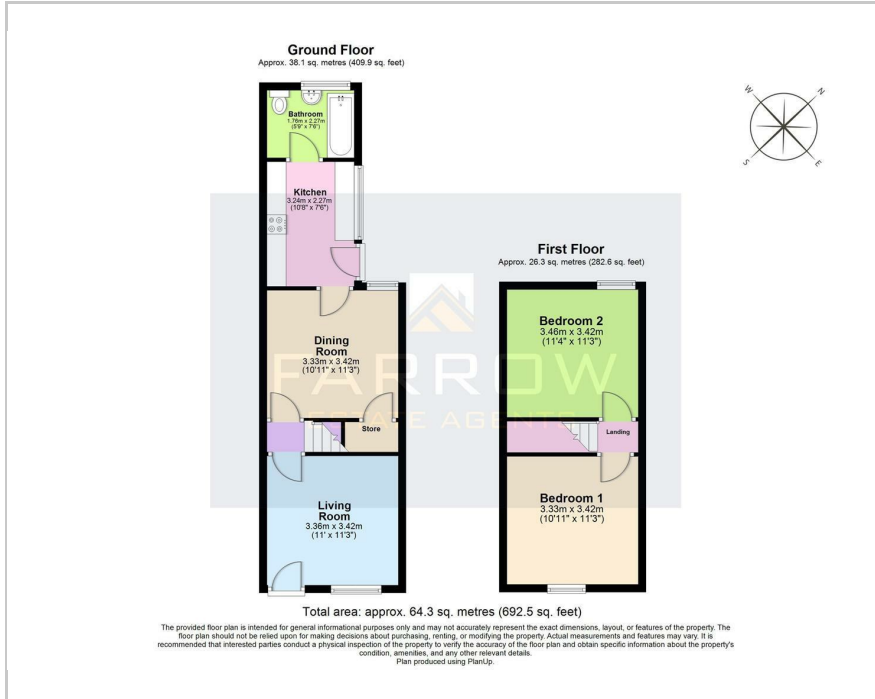 Ground Floor
Approx. 38.1 sq. metres (409.9 sq. feet)
Bathroom
1.76m x 2.27m
(5'9" x 7'6")
Kitchen
3.24m x 2.27m
(10'8" x 7'6")
Dining
Room
3.33m x 3.42m
(10'11" x 11'3")
Store
Living
Room
3.36m x 3.42m
(11' x 11'3")
W
N
S
E
First Floor
Approx. 26.3 sq. metres (282.6 sq. feet)
Bedroom 2
3.46m x 3.42m
(11'4" x 11'3")
Landing
Bedroom 1
3.33m x 3.42m
(10'11" x 11'3")
FARROW
ESTATE AGENTS
Total area: approx. 64.3 sq. metres (692.5 sq. feet)
The provided floor plan is intended for general informational purposes only and may not accurately represent the exact dimensions, layout, or features of the property. The
floor plan should not be relied upon for making decisions about purchasing, renting, or modifying the property. Actual measurements and features may vary. It is
recommended that interested parties conduct a physical inspection of the property to verify the accuracy of the floor plan and obtain specific information about the property's
condition, amenities, and any other relevant details.
Plan produced using PlanUp.